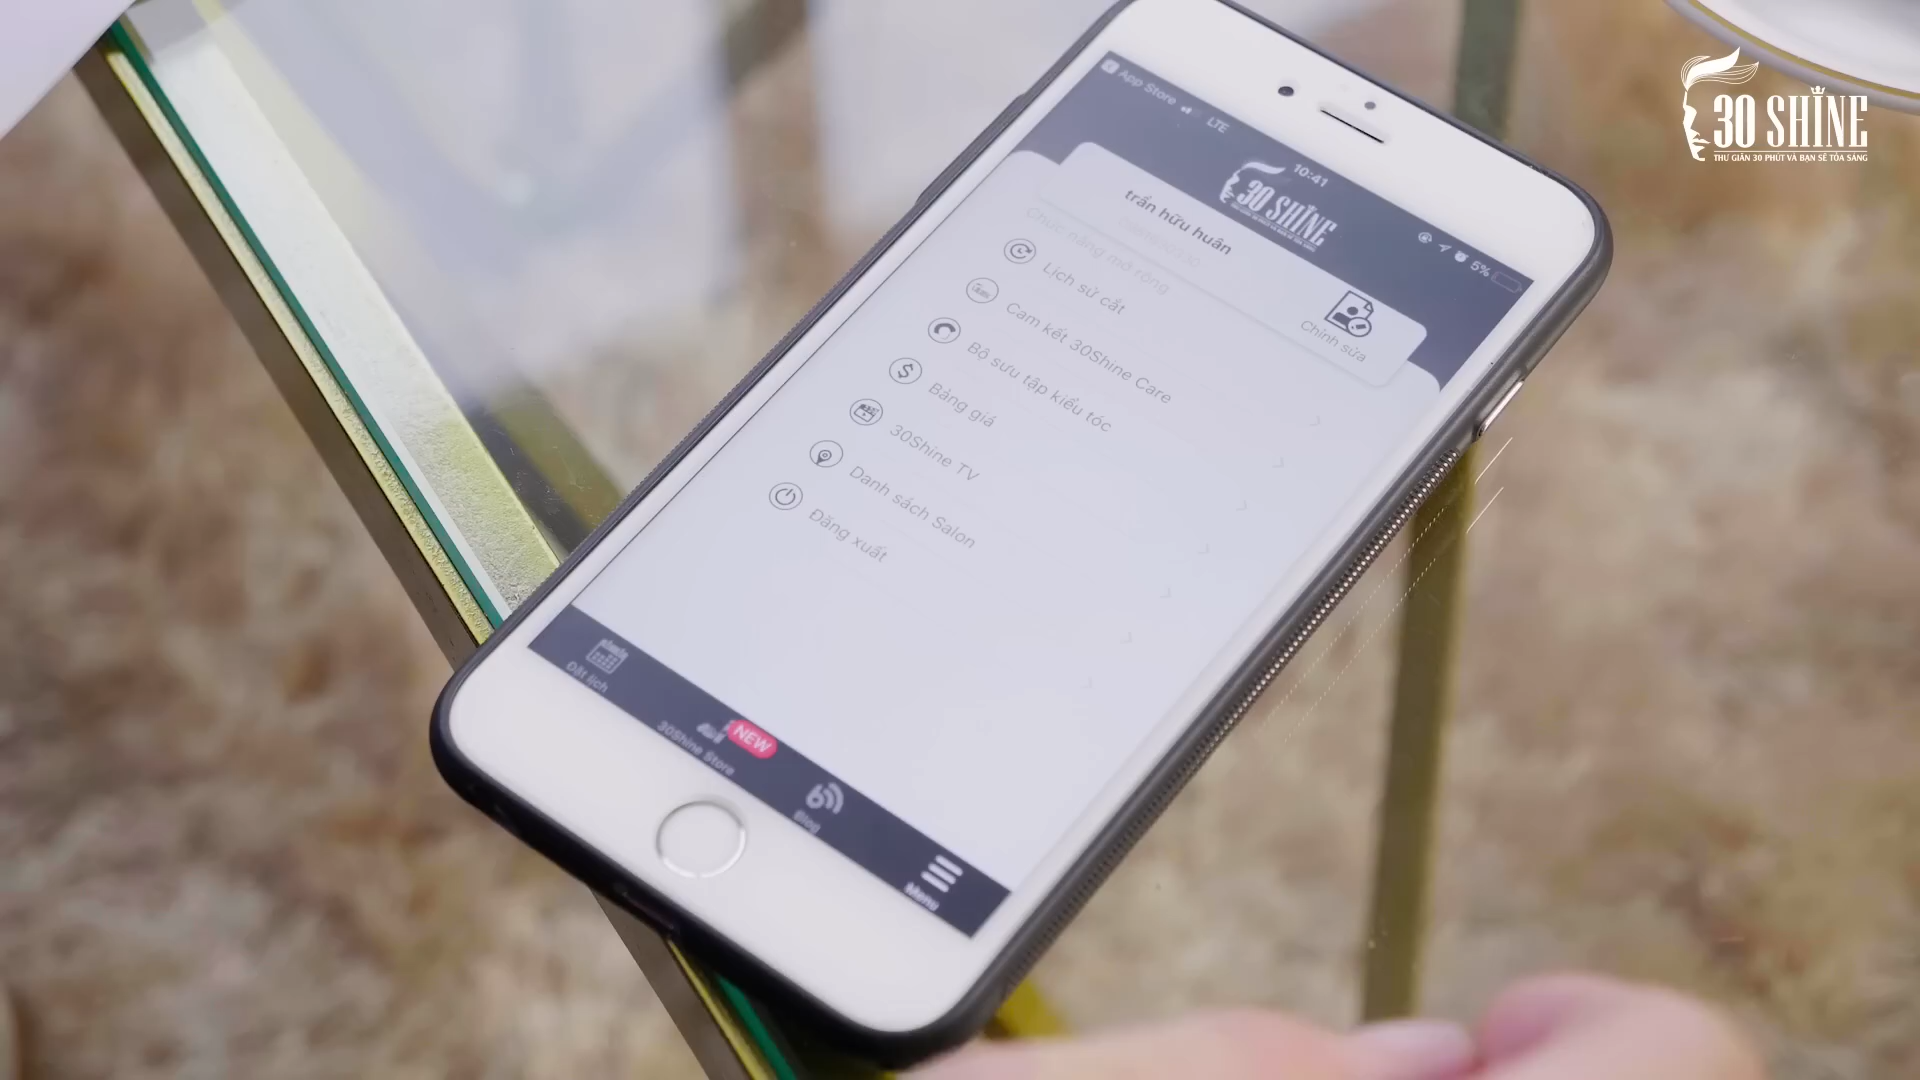 30 SHINE
THƯ GIÃN 30 PHÚT VÀ BẠN SẼ TỎA SÁNG
App Store
LTE
10:41
5%
30 SHINE
trần hữu huân
Chỉnh sửa
Chức năng mở rộng
Lịch sử cắt
Cam kết 30Shine Care
Bộ sưu tập kiểu tóc
Bảng giá
30Shine TV
Danh sách Salon
Đăng xuất
Đặt lịch
NEW
30Shine Store
Blog
Menu